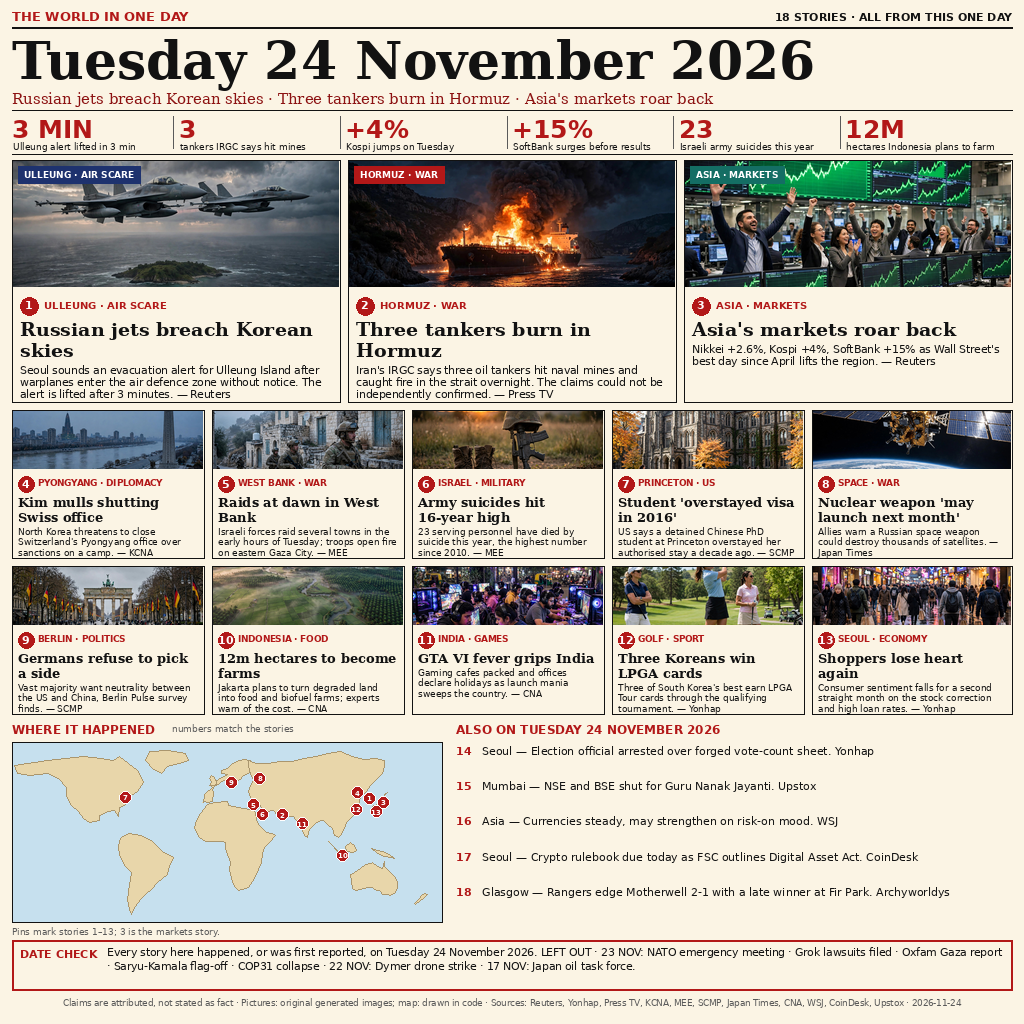 THE WORLD IN ONE DAY
18 STORIES · ALL FROM THIS ONE DAY
Tuesday 24 November 2026
Russian jets breach Korean skies · Three tankers burn in Hormuz · Asia's markets roar back
3 MIN
Ulleung alert lifted in 3 min
3
tankers IRGC says hit mines
+4%
Kospi jumps on Tuesday
+15%
SoftBank surges before results
23
Israeli army suicides this year
12M
hectares Indonesia plans to farm
ULLEUNG · AIR SCARE
1 ULLEUNG · AIR SCARE
Russian jets breach Korean
skies
Seoul sounds an evacuation alert for Ulleung Island after
warplanes enter the air defence zone without notice. The
alert is lifted after 3 minutes. — Reuters
HORMUZ · WAR
2 HORMUZ · WAR
Three tankers burn in
Hormuz
Iran's IRGC says three oil tankers hit naval mines and
caught fire in the strait overnight. The claims could not be
independently confirmed. — Press TV
ASIA · MARKETS
3 ASIA · MARKETS
Asia's markets roar back
Nikkei +2.6%, Kospi +4%, SoftBank +15% as Wall Street's
best day since April lifts the region. — Reuters
4 PYONGYANG · DIPLOMACY
Kim mulls shutting
Swiss office
North Korea threatens to close
Switzerland's Pyongyang office over
sanctions on a camp. — KCNA
5 WEST BANK · WAR
Raids at dawn in West
Bank
Israeli forces raid several towns in the
early hours of Tuesday; troops open fire
on eastern Gaza City. — MEE
6 ISRAEL · MILITARY
Army suicides hit
16-year high
23 serving personnel have died by
suicide this year, the highest number
since 2010. — MEE
7 PRINCETON · US
Student 'overstayed visa
in 2016'
US says a detained Chinese PhD
student at Princeton overstayed her
authorised stay a decade ago. — SCMP
8 SPACE · WAR
Nuclear weapon 'may
launch next month'
Allies warn a Russian space weapon
could destroy thousands of satellites. —
Japan Times
9 BERLIN · POLITICS
Germans refuse to pick
a side
Vast majority want neutrality between
the US and China, Berlin Pulse survey
finds. — SCMP
10 INDONESIA · FOOD
12m hectares to become
farms
Jakarta plans to turn degraded land
into food and biofuel farms; experts
warn of the cost. — CNA
11 INDIA · GAMES
GTA VI fever grips India
Gaming cafes packed and offices
declare holidays as launch mania
sweeps the country. — CNA
12 GOLF · SPORT
Three Koreans win
LPGA cards
Three of South Korea's best earn LPGA
Tour cards through the qualifying
tournament. — Yonhap
13 SEOUL · ECONOMY
Shoppers lose heart
again
Consumer sentiment falls for a second
straight month on the stock correction
and high loan rates. — Yonhap
WHERE IT HAPPENED numbers match the stories
7
9
8
5
6
2
11
4
1
3
12
13
10
Pins mark stories 1–13; 3 is the markets story.
ALSO ON TUESDAY 24 NOVEMBER 2026
14 Seoul — Election official arrested over forged vote-count sheet. Yonhap
15 Mumbai — NSE and BSE shut for Guru Nanak Jayanti. Upstox
16 Asia — Currencies steady, may strengthen on risk-on mood. WSJ
17 Seoul — Crypto rulebook due today as FSC outlines Digital Asset Act. CoinDesk
18 Glasgow — Rangers edge Motherwell 2-1 with a late winner at Fir Park. Archyworldys
DATE CHECK Every story here happened, or was first reported, on Tuesday 24 November 2026. LEFT OUT · 23 NOV: NATO emergency meeting · Grok lawsuits filed · Oxfam Gaza report
· Saryu-Kamala flag-off · COP31 collapse · 22 NOV: Dymer drone strike · 17 NOV: Japan oil task force.
Claims are attributed, not stated as fact · Pictures: original generated images; map: drawn in code · Sources: Reuters, Yonhap, Press TV, KCNA, MEE, SCMP, Japan Times, CNA, WSJ, CoinDesk, Upstox · 2026-11-24